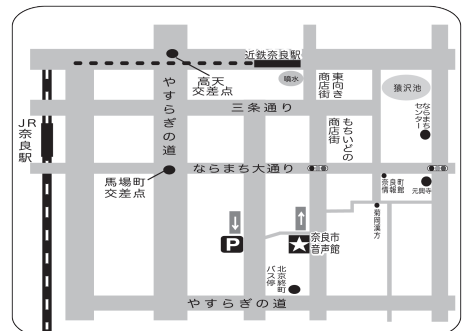 近鉄奈良駅
高天
交差点
噴水
東向き
商店街
猿沢池
やすらぎの道
三条通り
JR
奈良駅
もちいどの
商店街
ならまち
センター
ならまち大通り
馬場町
交差点
奈良町
情報館
元興寺
↓
↑
菊岡漢方
P
奈良市
音声館
北京終町
バス停
やすらぎの道